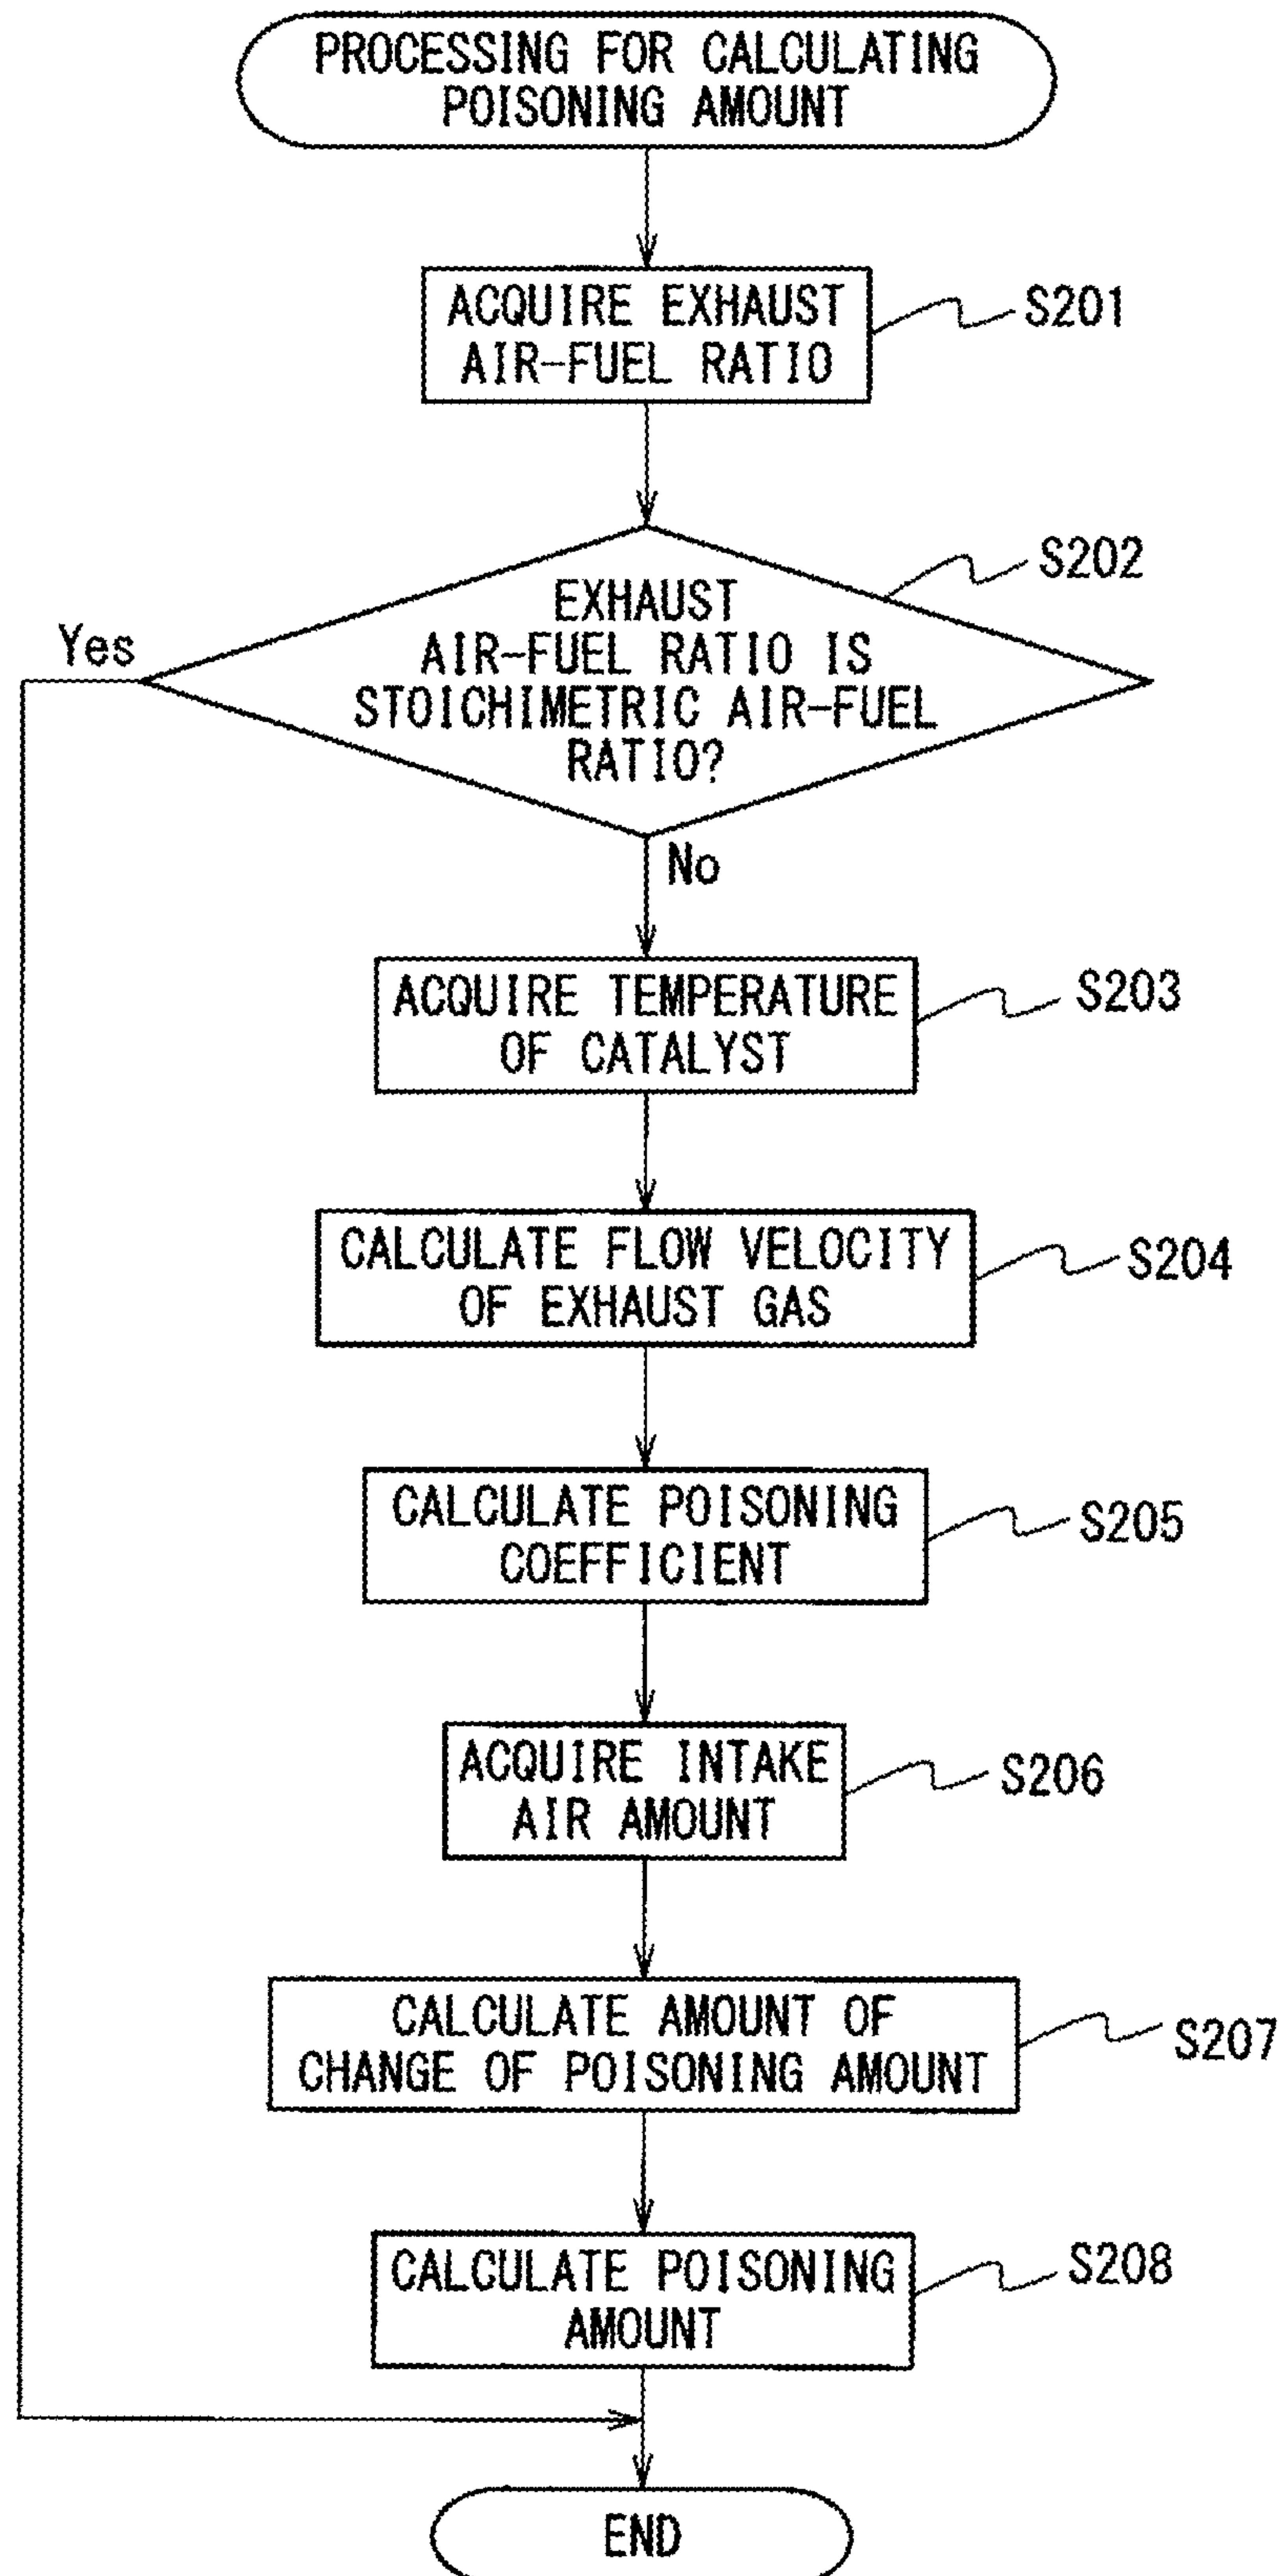 PROCESSING FOR CALCULATING
POISONING AMOUNT
ACQUIRE EXHAUST
AIR-FUEL RATIO
S201
S202
EXHAUST
AIR-FUEL RATIO IS
STOICHIMETRIC AIR-FUEL
RATIO?
Yes
No
ACQUIRE TEMPERATURE
OF CATALYST
S203
CALCULATE FLOW VELOCITY
OF EXHAUST GAS
S204
CALCULATE POISONING
COEFFICIENT
S205
ACQUIRE INTAKE
AIR AMOUNT
S206
CALCULATE AMOUNT OF
CHANGE OF POISONING AMOUNT
S207
CALCULATE POISONING
AMOUNT
S208
END